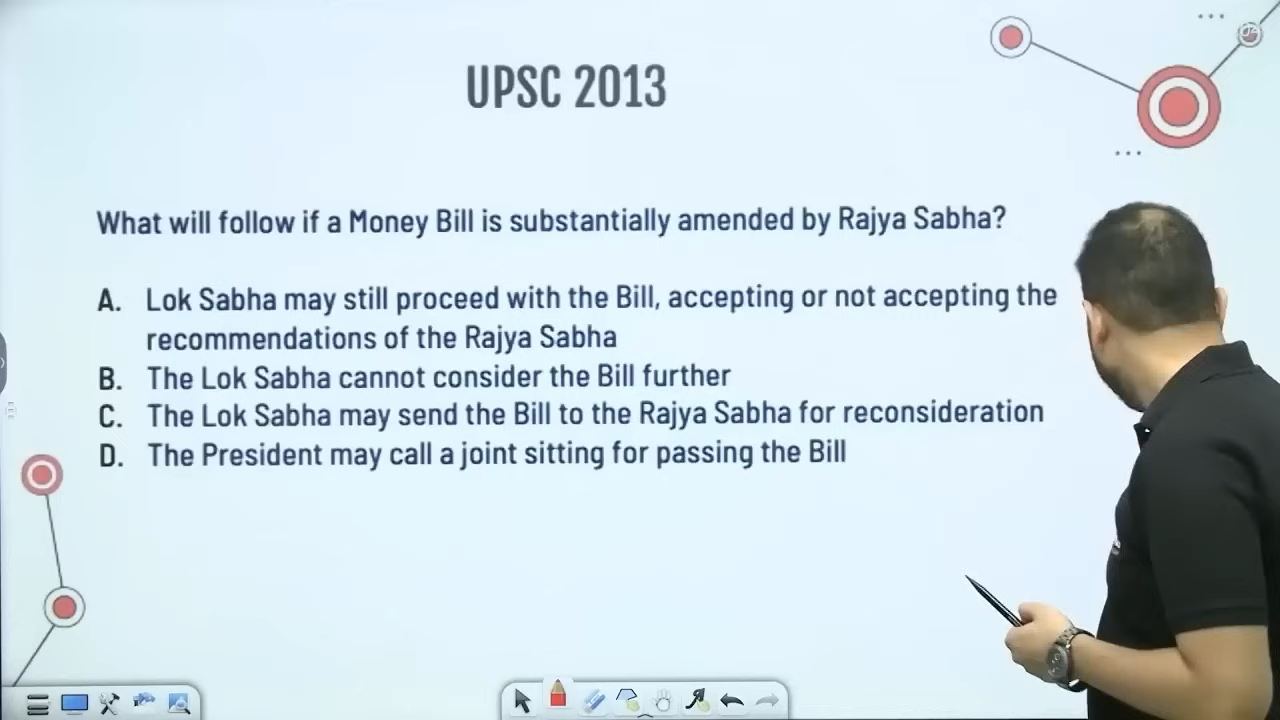 UPSC 2013
What will follow if a Money Bill is substantially amended by Rajya Sabha?
A. Lok Sabha may still proceed with the Bill, accepting or not accepting the
recommendations of the Rajya Sabha
B. The Lok Sabha cannot consider the Bill further
C. The Lok Sabha may send the Bill to the Rajya Sabha for reconsideration
D. The President may call a joint sitting for passing the Bill